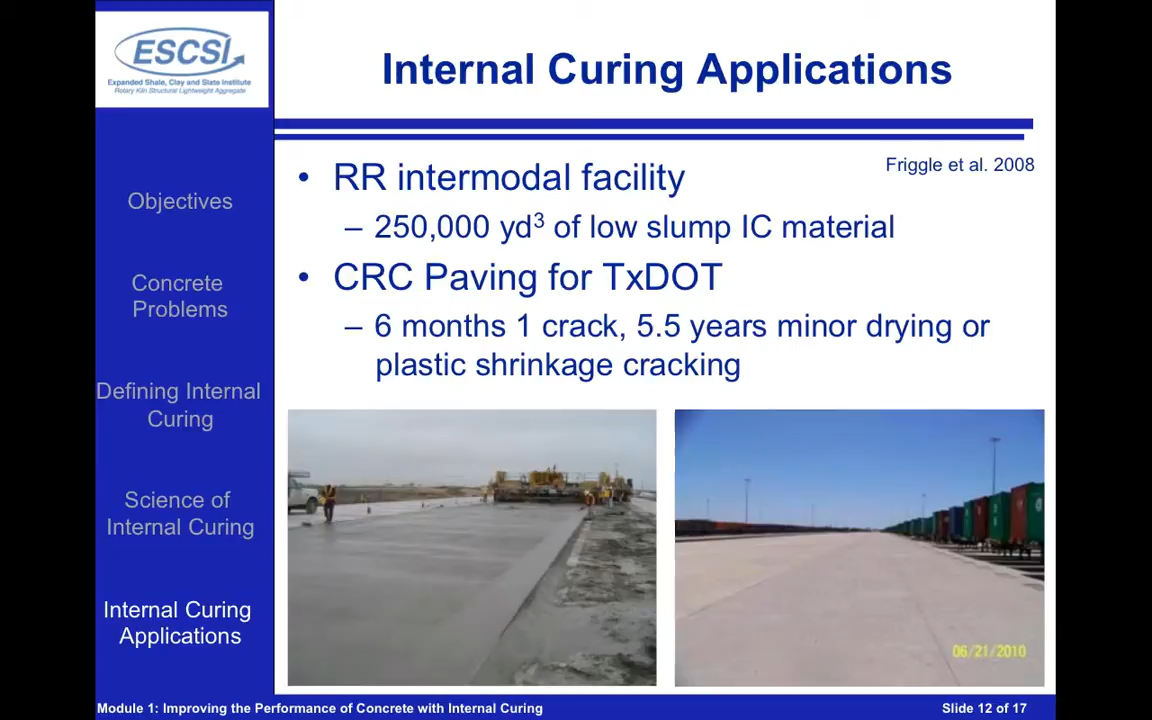 ESCSI
Expanded Shale, Clay and Slate Institute
Rotary Kiln Structural Lightweight Aggregate
Internal Curing Applications
Objectives
Concrete
Problems
Defining Internal
Curing
Science of
Internal Curing
Internal Curing
Applications
Friggle et al. 2008
• RR intermodal facility
– 250,000 yd³ of low slump IC material
• CRC Paving for TxDOT
– 6 months 1 crack, 5.5 years minor drying or
plastic shrinkage cracking
06/21/2010
Module 1: Improving the Performance of Concrete with Internal Curing
Slide 12 of 17